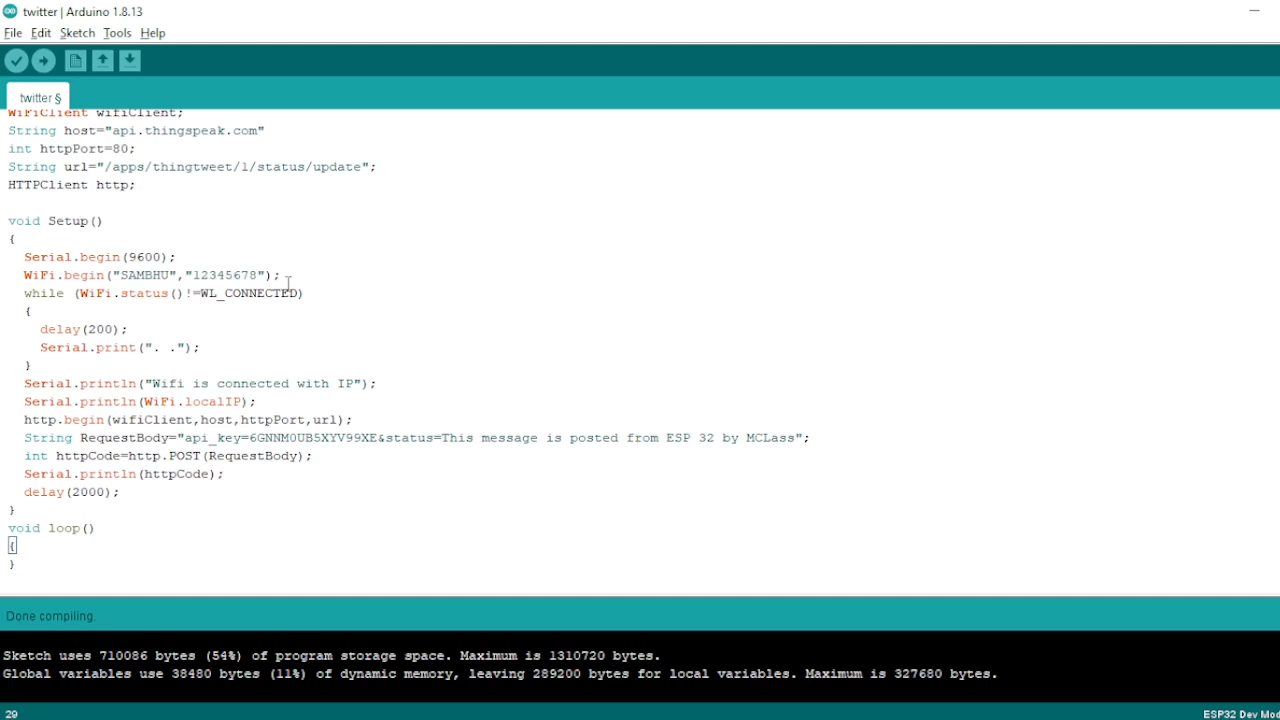 twitter | Arduino 1.8.13
File Edit Sketch Tools Help
twitter §
WiFiClient wifiClient;
String host="api.thingspeak.com"
int httpPort=80;
String url="/apps/thingtweet/1/status/update";
HTTPClient http;
void Setup()
{
Serial.begin(9600);
WiFi.begin("SAMBHU","12345678");
while (WiFi.status()!=WL_CONNECTED)
{
delay(200);
Serial.print(". .");
}
Serial.println("Wifi is connected with IP");
Serial.println(WiFi.localIP);
http.begin(wifiClient,host,httpPort,url);
String RequestBody="api_key=6GNNM0UB5XYV99XE&status=This message is posted from ESP 32 by MCLass";
int httpCode=http.POST(RequestBody);
Serial.println(httpCode);
delay(2000);
}
void loop()
{
}
Done compiling.
Sketch uses 710086 bytes (54%) of program storage space. Maximum is 1310720 bytes.
Global variables use 38480 bytes (11%) of dynamic memory, leaving 289200 bytes for local variables. Maximum is 327680 bytes.
29
ESP32 Dev Mod